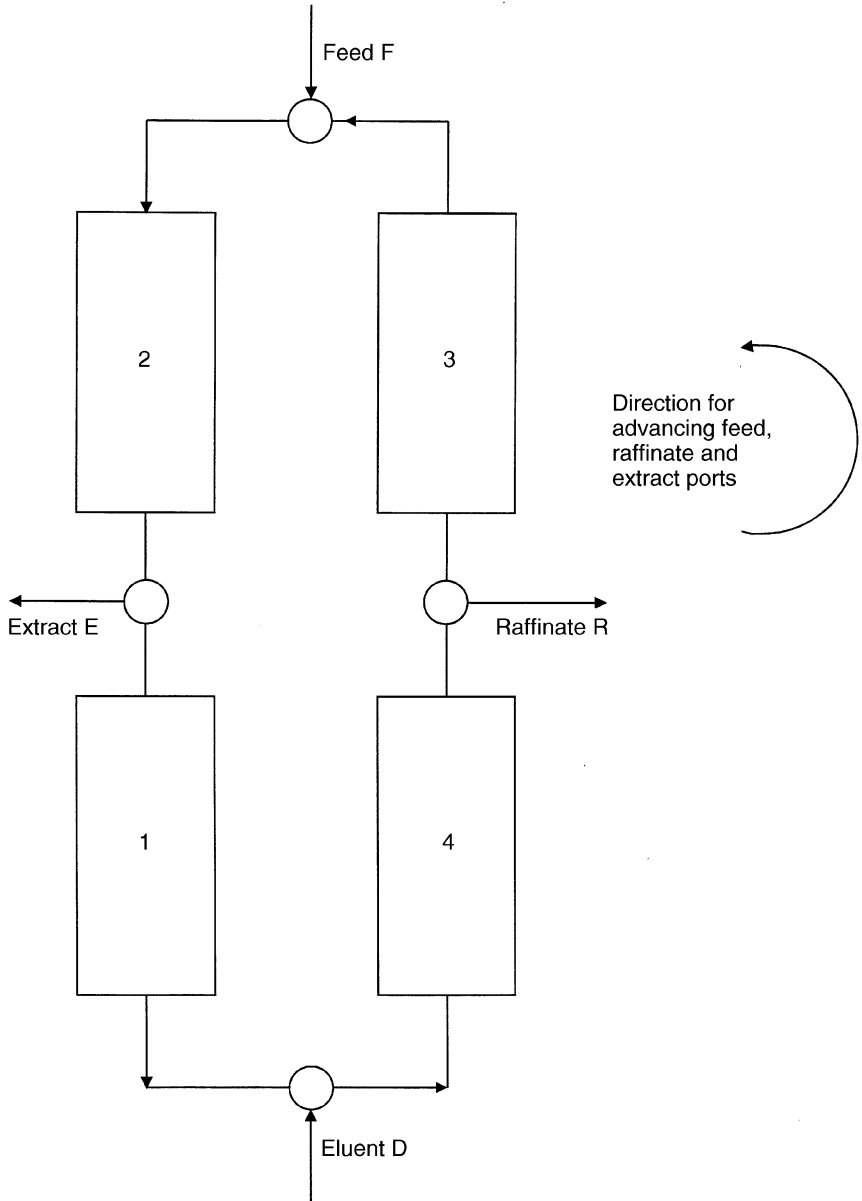 Feed F
2
3
Direction for
advancing feed,
raffinate and
extract ports
Extract E
Raffinate R
1
4
Eluent D